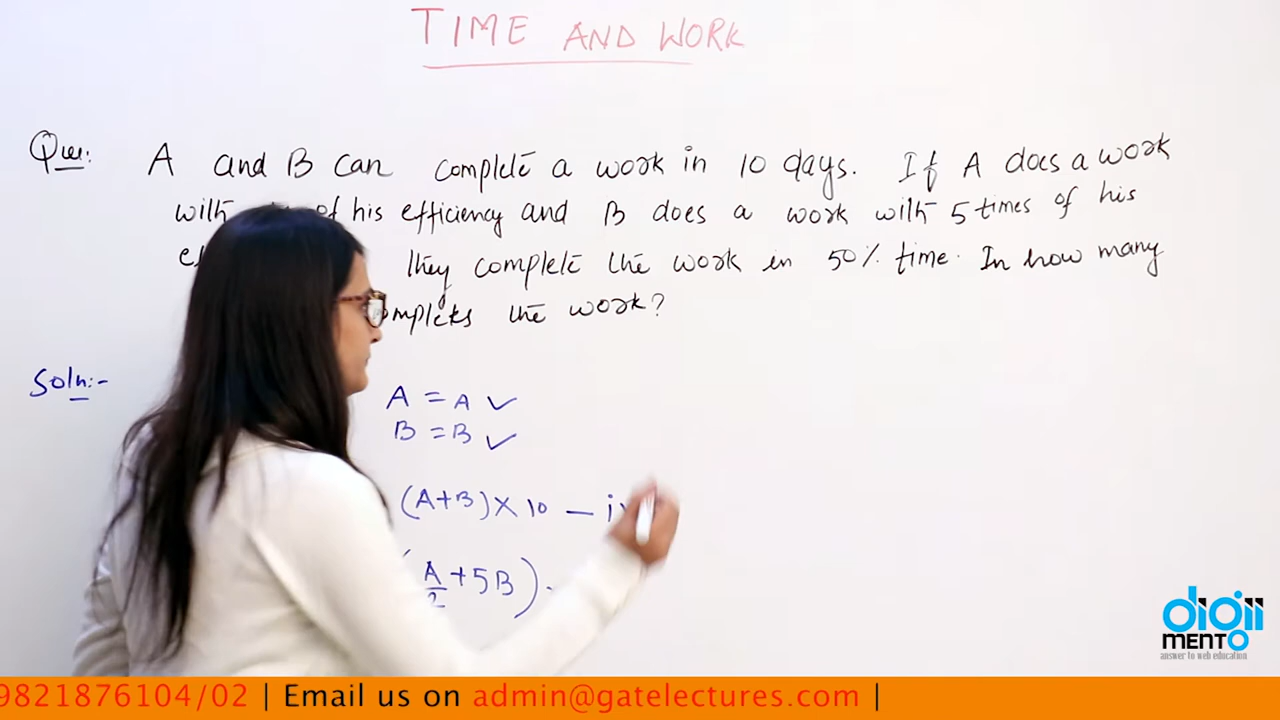 TIME AND WORK
Que: A and B can complete a work in 10 days. If A does a work
with of his efficiency and B does a work with 5 times of his
they complete the work in 50% time. In how many
the work?
Soln:-
A = A ✓
B = B ✓
(A+B)×10 —
A/2 + 5B)
digiiMENTO
answer to web education
9821876104/02 | Email us on admin@gatelectures.com |